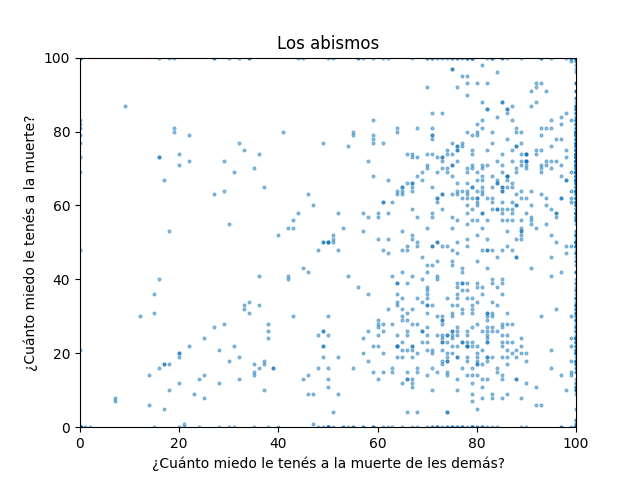 Los abismos
100
80
60
40
20
0
¿Cuánto miedo le tenés a la muerte?
0 20 40 60 80 100
¿Cuánto miedo le tenés a la muerte de les demás?